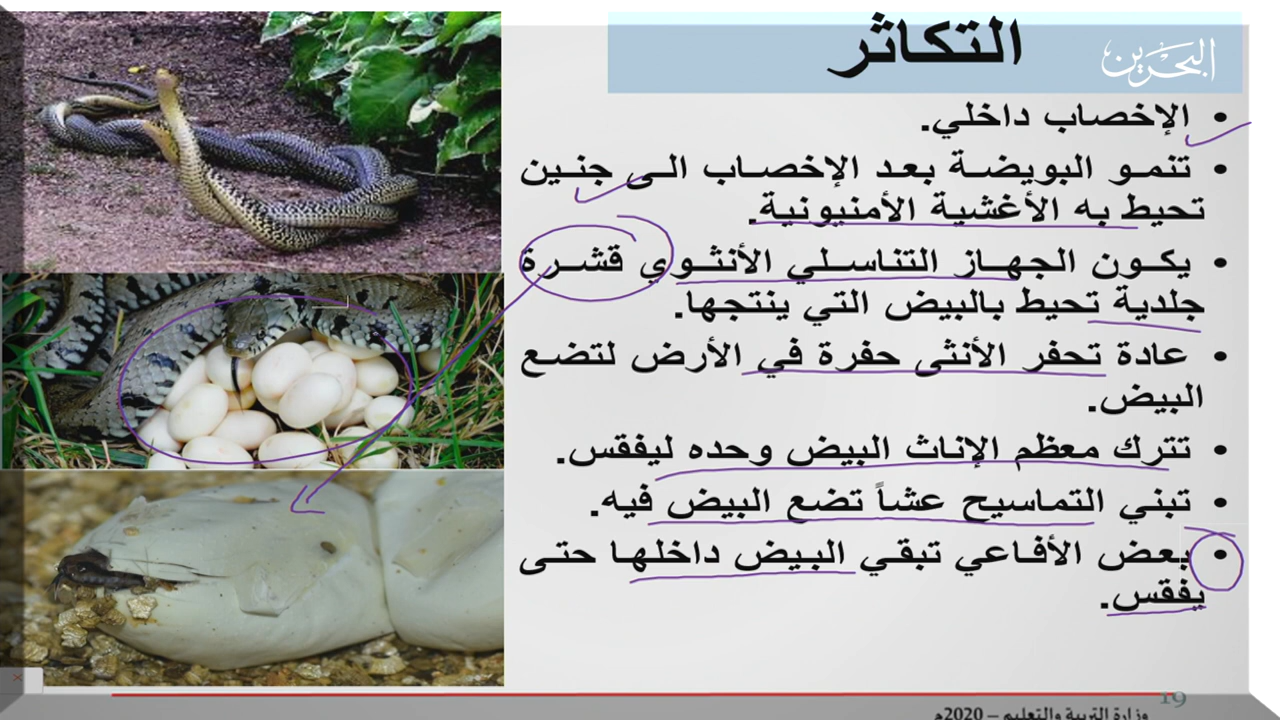 التكاثر
البحرين
• الإخصاب داخلي.
• تنمو البويضة بعد الإخصاب الى جنين
تحيط به الأغشية الأمنيونية.
• يكون الجهاز التناسلي الأنثوي قشرة
جلدية تحيط بالبيض التي ينتجها.
• عادة تحفر الأنثى حفرة في الأرض لتضع
البيض.
• تترك معظم الإناث البيض وحده ليفقس.
• تبني التماسيح عشاً تضع البيض فيه.
• بعض الأفاعي تبقي البيض داخلها حتى
يفقس.
19
وزارة التربية والتعليم – 2020م